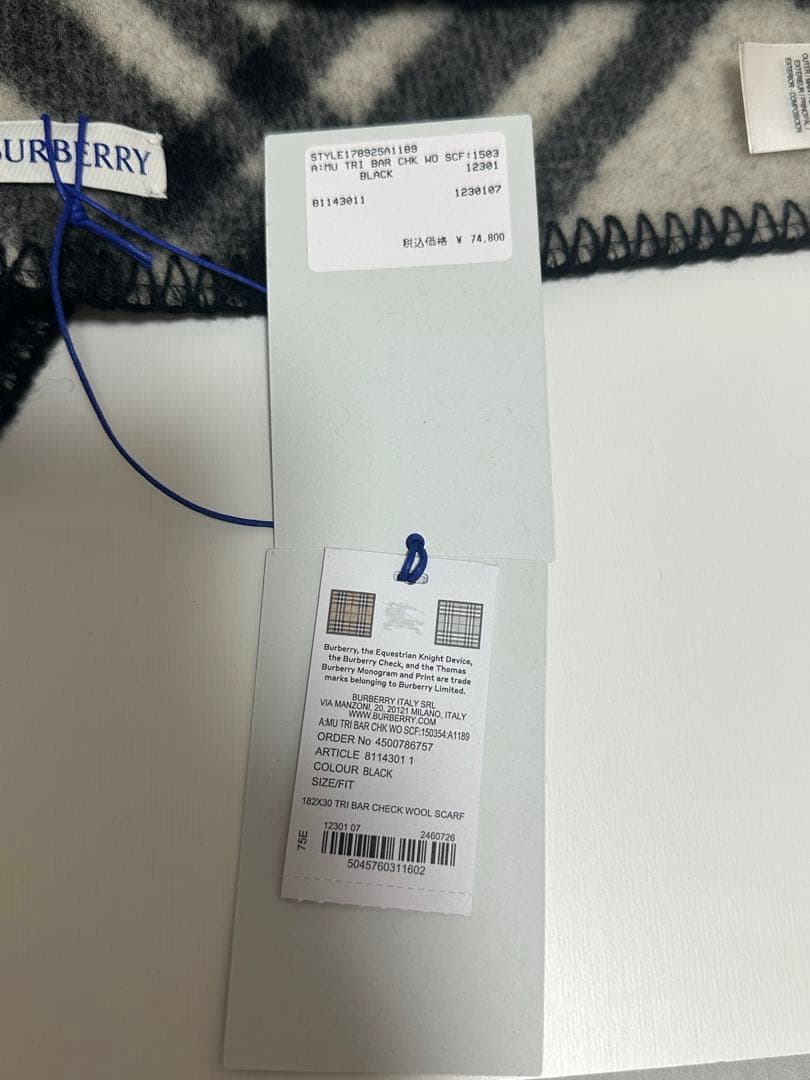 BURBERRY
STYLE178925A1189
A:MU TRI BAR CHK WO SCF:1503
12301
BLACK
81143011
1230107
税込価格 ¥ 74,800
Burberry, the Equestrian Knight Device,
the Burberry Check, and the Thomas
Burberry Monogram and Print are trade
marks belonging to Burberry Limited.
BURBERRY ITALY SRL
VIA MANZONI, 20, 20121 MILANO, ITALY
WWW.BURBERRY.COM
A:MU TRI BAR CHK WO SCF:150354:A1189
ORDER No 4500786757
ARTICLE 8114301 1
COLOUR BLACK
SIZE/FIT
182X30 TRI BAR CHECK WOOL SCARF
12301 07
2460726
75E
5045760311602